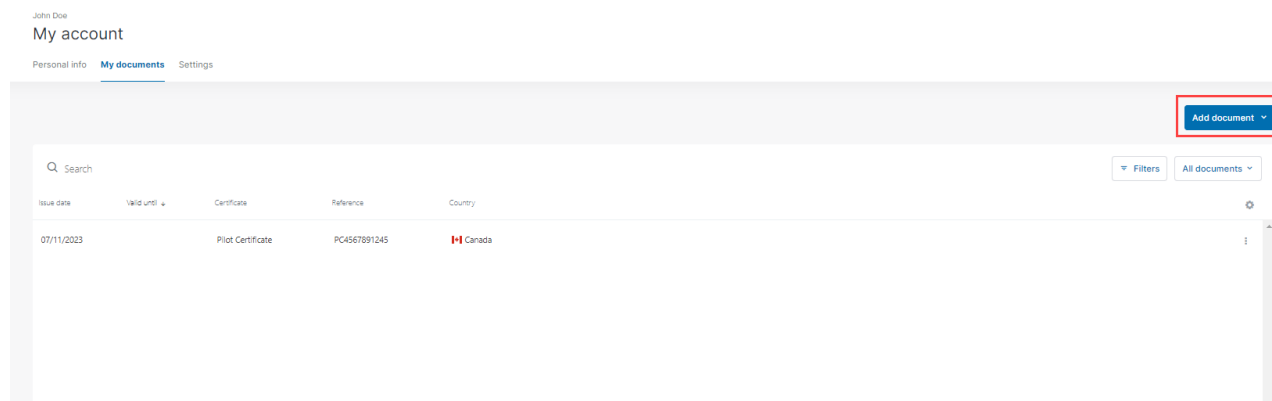 John Doe
My account
Personal info My documents Settings
Add document
Search Filters All documents
Issue date Valid until Certificate Reference Country
07/11/2023 Pilot Certificate PC4567891245 Canada